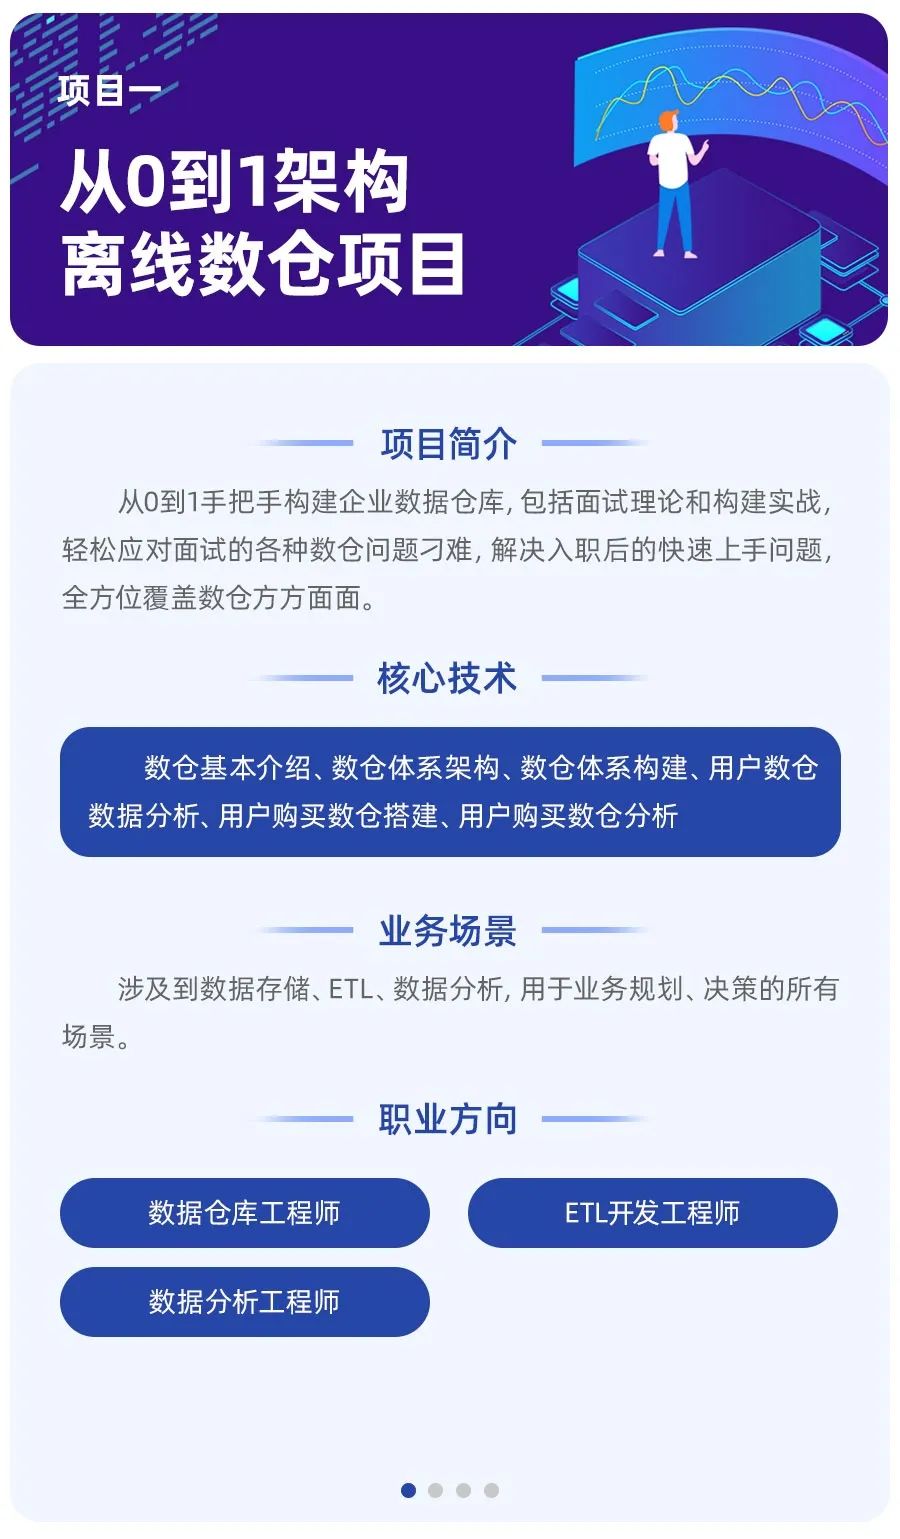 项目一
从0到1架构
离线数仓项目
项目简介
从0到1手把手构建企业数据仓库,包括面试理论和构建实战,
轻松应对面试的各种数仓问题刁难,解决入职后的快速上手问题,
全方位覆盖数仓方方面面。
核心技术
数仓基本介绍、数仓体系架构、数仓体系构建、用户数仓
数据分析、用户购买数仓搭建、用户购买数仓分析
业务场景
涉及到数据存储、ETL、数据分析,用于业务规划、决策的所有
场景。
职业方向
数据仓库工程师
ETL开发工程师
数据分析工程师